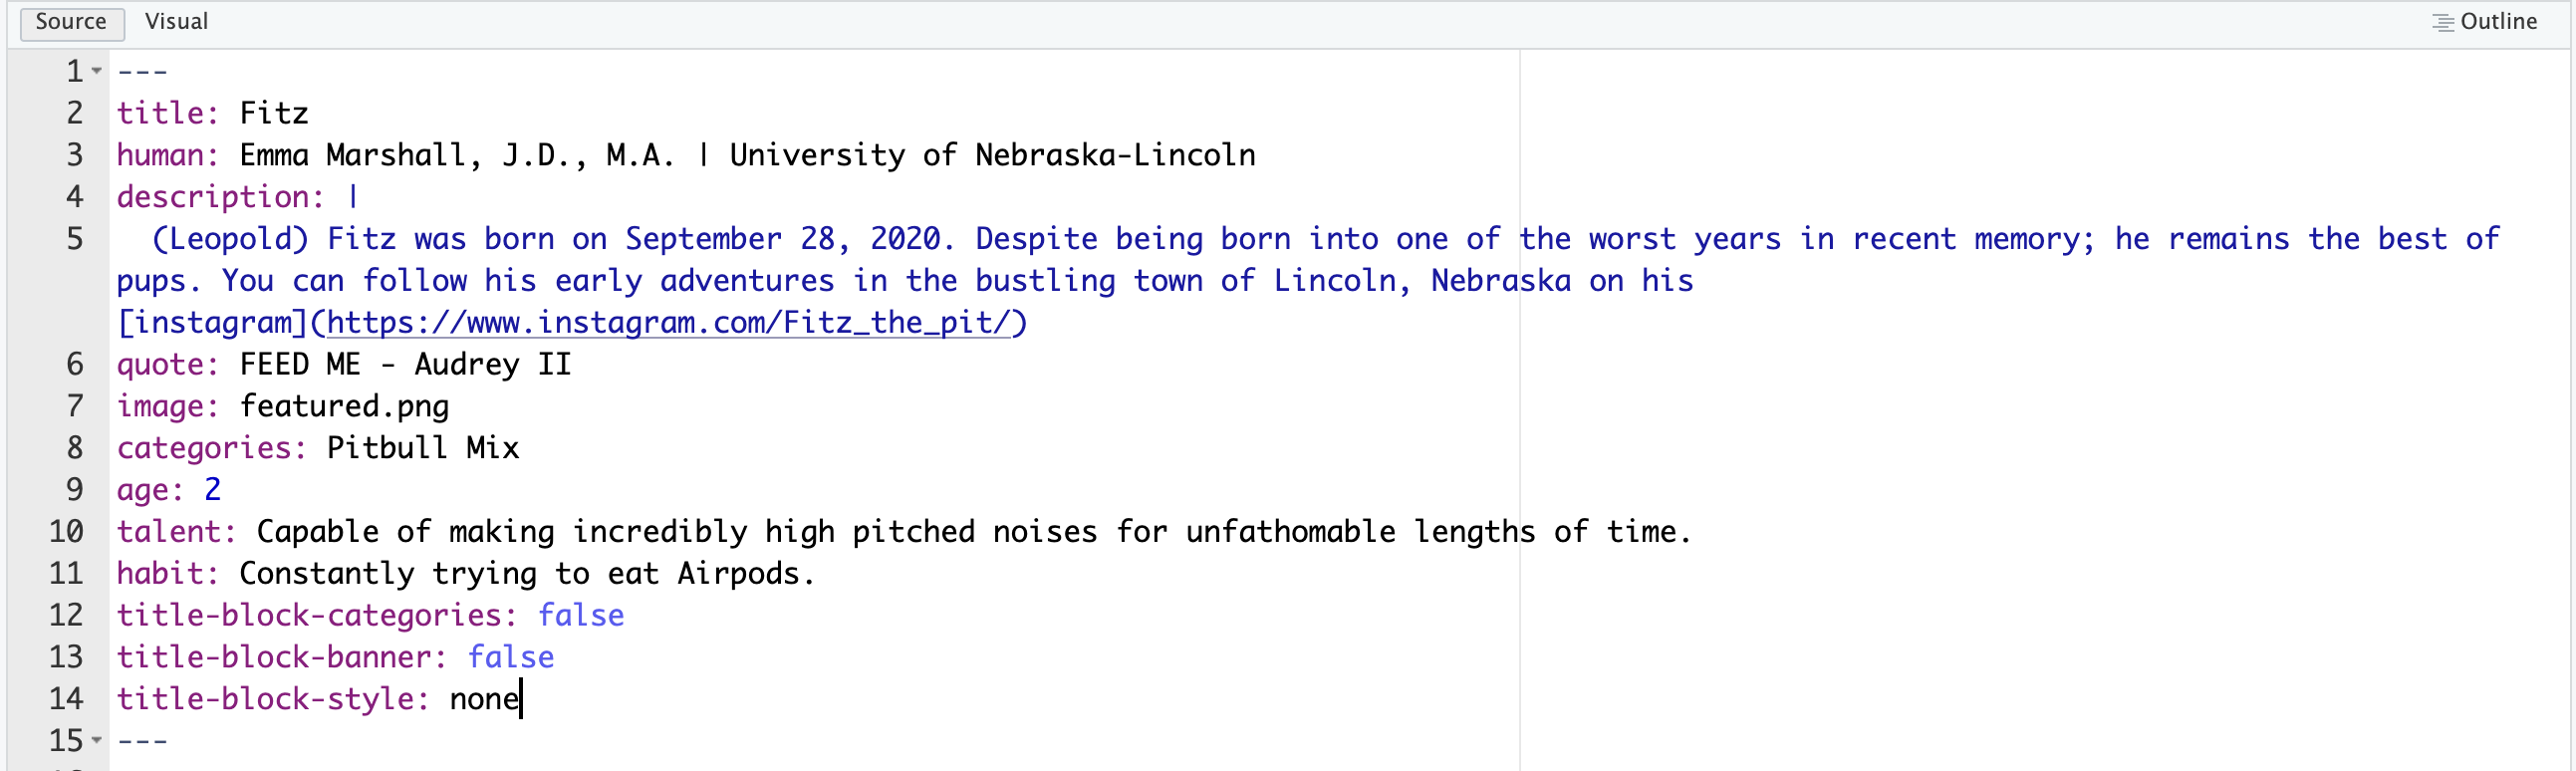 Source Visual Outline
1 ---
2 title: Fitz
3 human: Emma Marshall, J.D., M.A. | University of Nebraska-Lincoln
4 description: |
5 (Leopold) Fitz was born on September 28, 2020. Despite being born into one of the worst years in recent memory; he remains the best of
pups. You can follow his early adventures in the bustling town of Lincoln, Nebraska on his
[instagram](https://www.instagram.com/Fitz_the_pit/)
6 quote: FEED ME - Audrey II
7 image: featured.png
8 categories: Pitbull Mix
9 age: 2
10 talent: Capable of making incredibly high pitched noises for unfathomable lengths of time.
11 habit: Constantly trying to eat Airpods.
12 title-block-categories: false
13 title-block-banner: false
14 title-block-style: none
15 ---